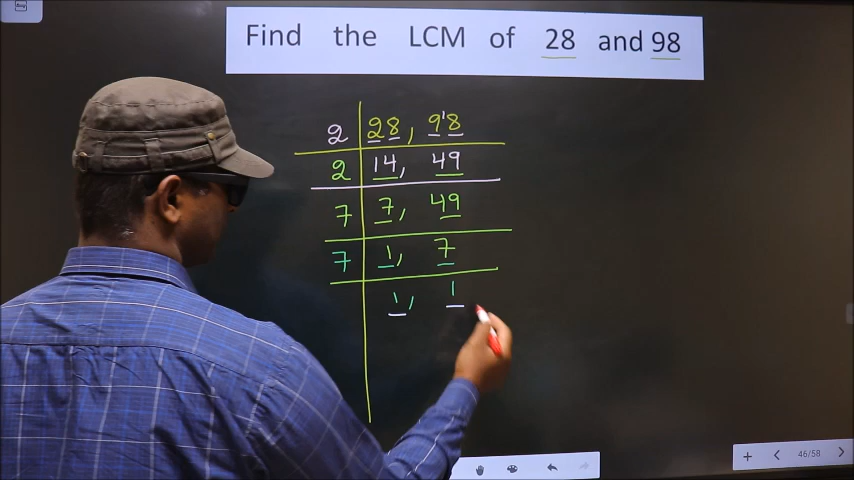 Find the LCM of 28 and 98
2 28, 9¹8
2 14, 49
7 7, 49
7 1, 7
1, 1
46/58